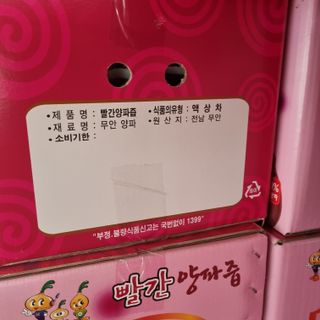 •제 품 명 : 빨간양파즙 •식품의유형 : 액 상 차
•재 료 명 : 무안 양파 •원 산 지 : 전남 무안
•소비기한 :
"부정·불량식품신고는 국번없이 1399"
빨간 양파즙